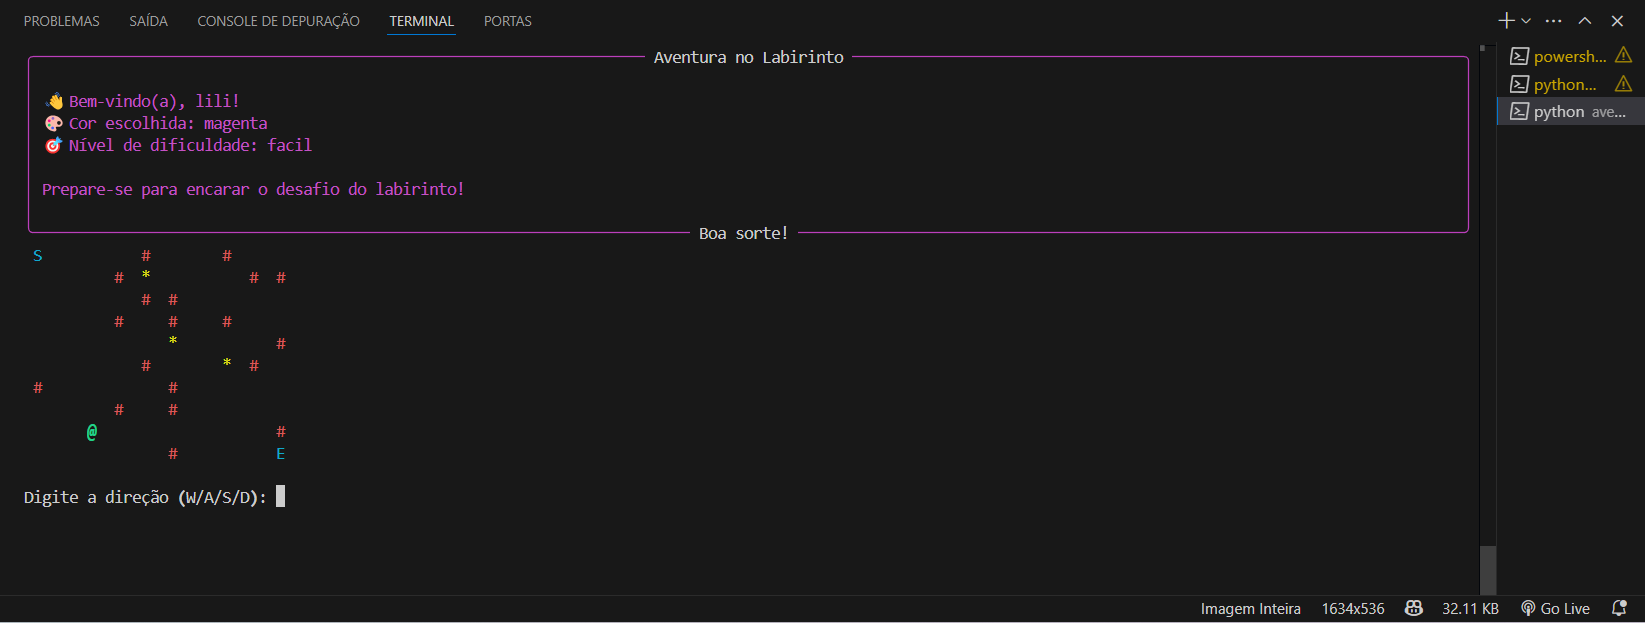 PROBLEMAS SAÍDA CONSOLE DE DEPURAÇÃO TERMINAL PORTAS
Aventura no Labirinto
👋 Bem-vindo(a), lili!
🎨 Cor escolhida: magenta
🎯 Nível de dificuldade: facil
Prepare-se para encarar o desafio do labirinto!
Boa sorte!
S           #        #
         #  *           #  #
            #  #
         #     #     #
               *           #
            #        *  #
#              #
         #     #
      @                    #
               #           E
Digite a direção (W/A/S/D):
powersh...
python...
python ave...
Imagem Inteira 1634x536 32.11 KB Go Live